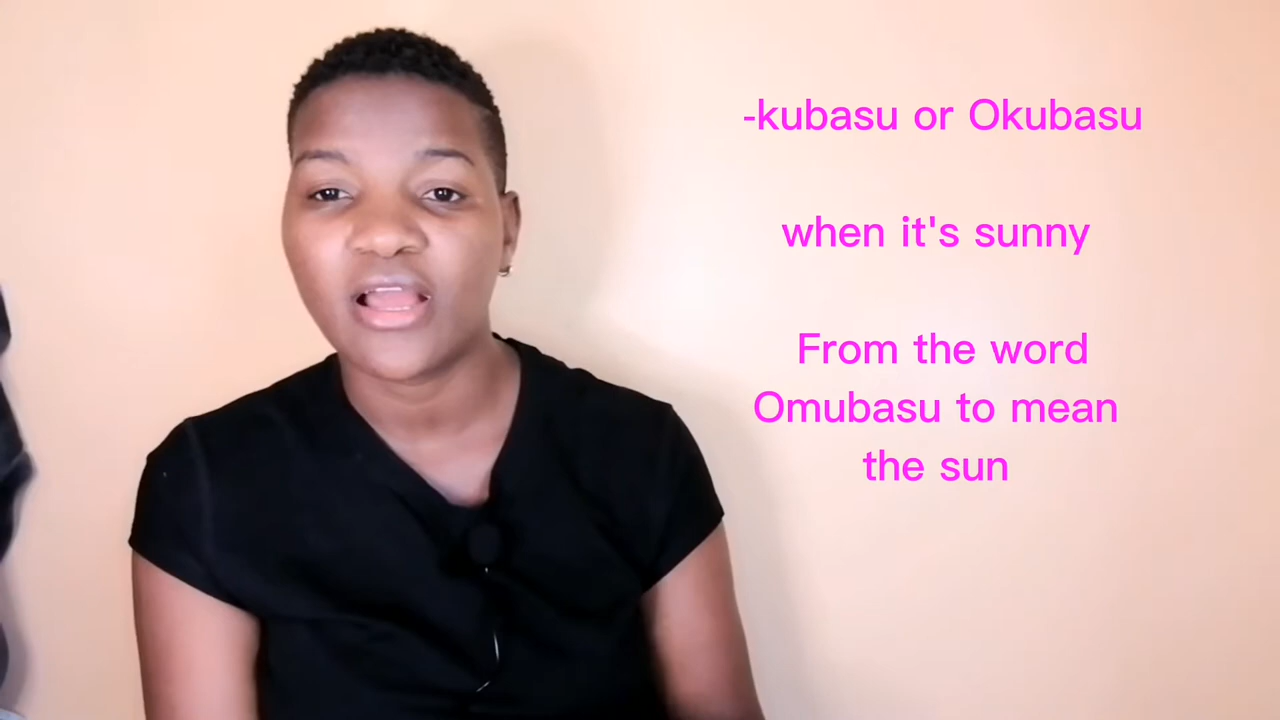 -kubasu or Okubasu
when it's sunny
From the word
Omubasu to mean
the sun